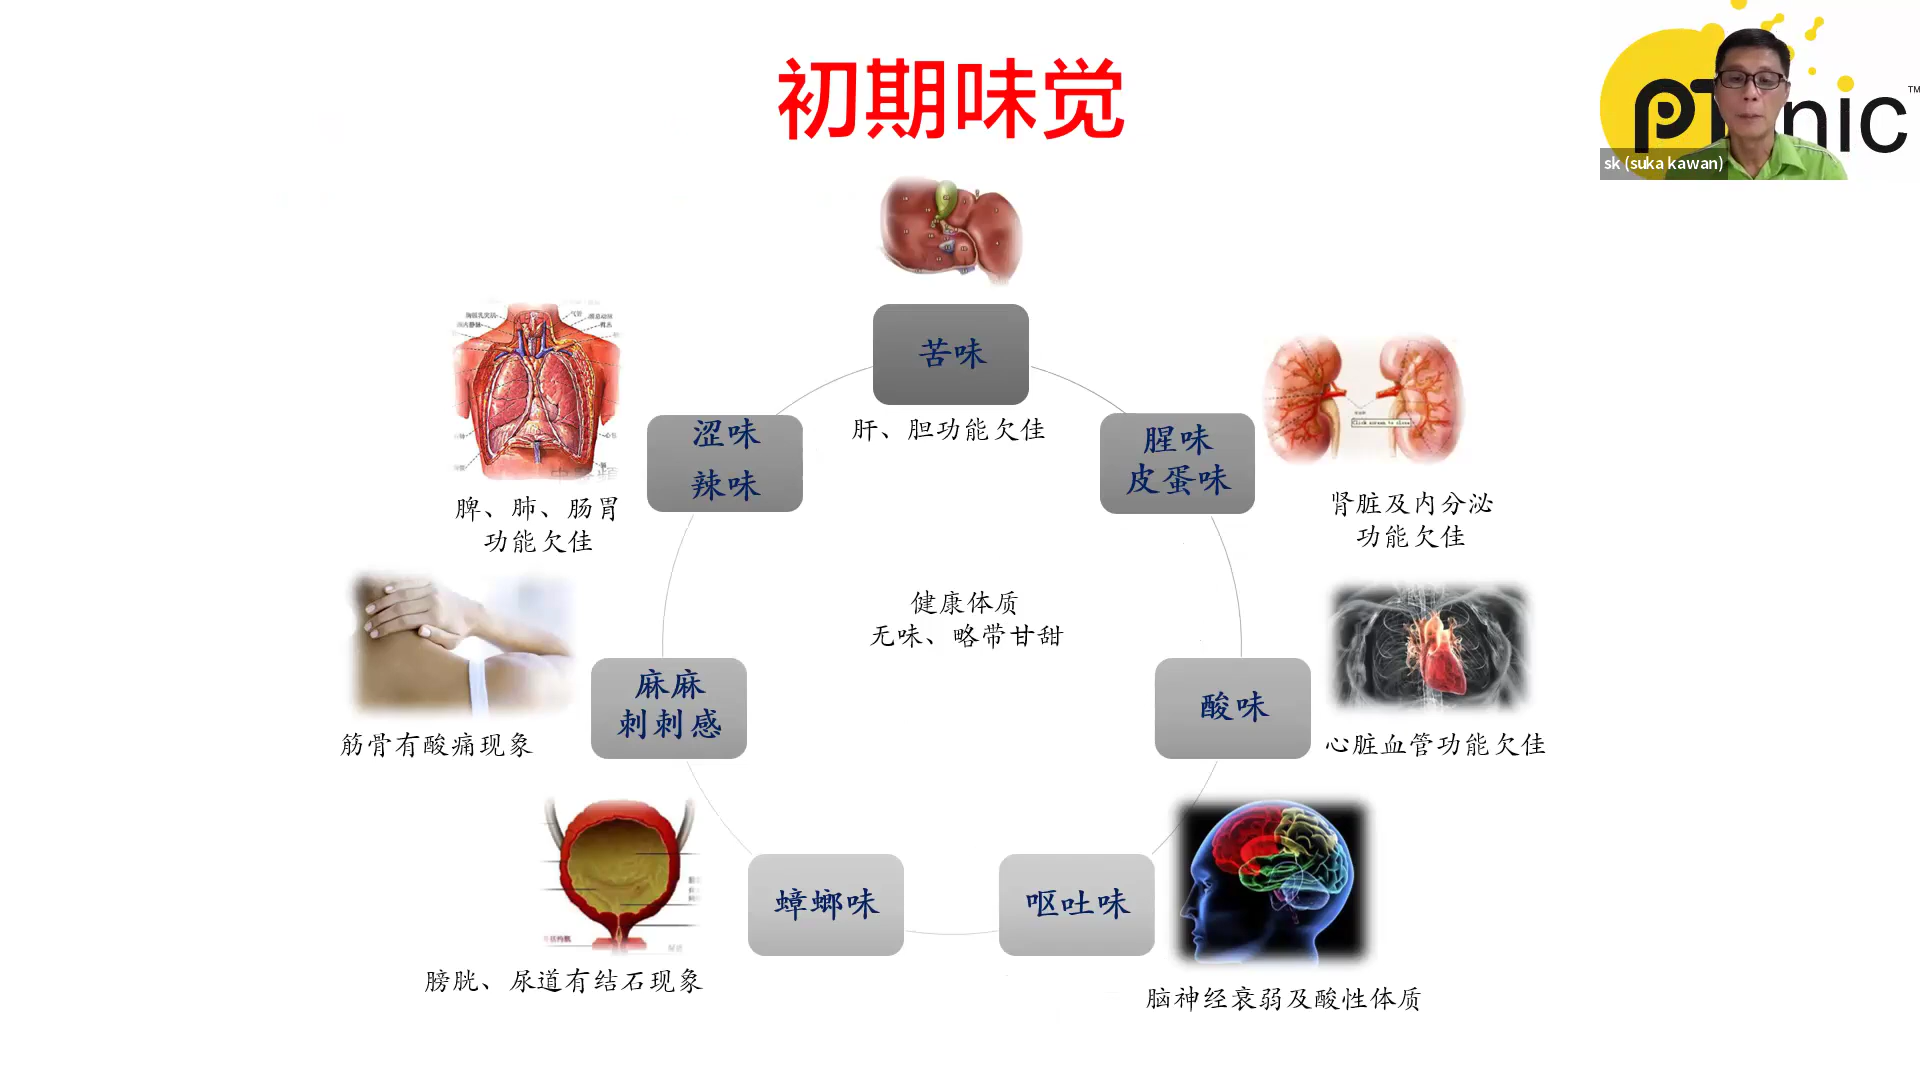 初期味觉
TM
sk (suka kawan)
苦味
肝、胆功能欠佳
腥味
皮蛋味
肾脏及内分泌
功能欠佳
酸味
心脏血管功能欠佳
呕吐味
脑神经衰弱及酸性体质
蟑螂味
膀胱、尿道有结石现象
麻麻
刺刺感
筋骨有酸痛现象
涩味
辣味
脾、肺、肠胃
功能欠佳
健康体质
无味、略带甘甜